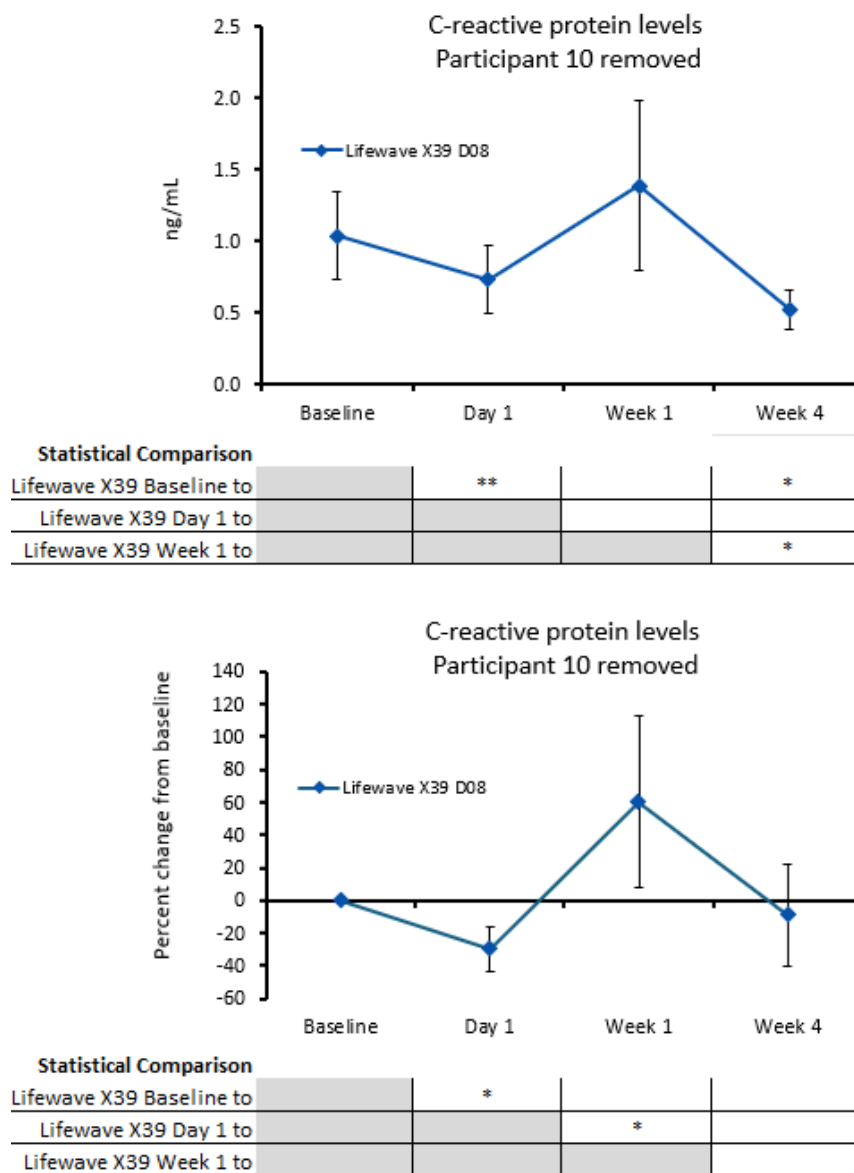 C-reactive protein levels
Participant 10 removed
2.5
2.0
1.5
1.0
0.5
0.0
ng/mL
Lifewave X39 D08
Baseline Day 1 Week 1 Week 4
Statistical Comparison
Lifewave X39 Baseline to ** *
Lifewave X39 Day 1 to
Lifewave X39 Week 1 to *
C-reactive protein levels
Participant 10 removed
140
120
100
80
60
40
20
0
-20
-40
-60
Percent change from baseline
Lifewave X39 D08
Baseline Day 1 Week 1 Week 4
Statistical Comparison
Lifewave X39 Baseline to *
Lifewave X39 Day 1 to *
Lifewave X39 Week 1 to